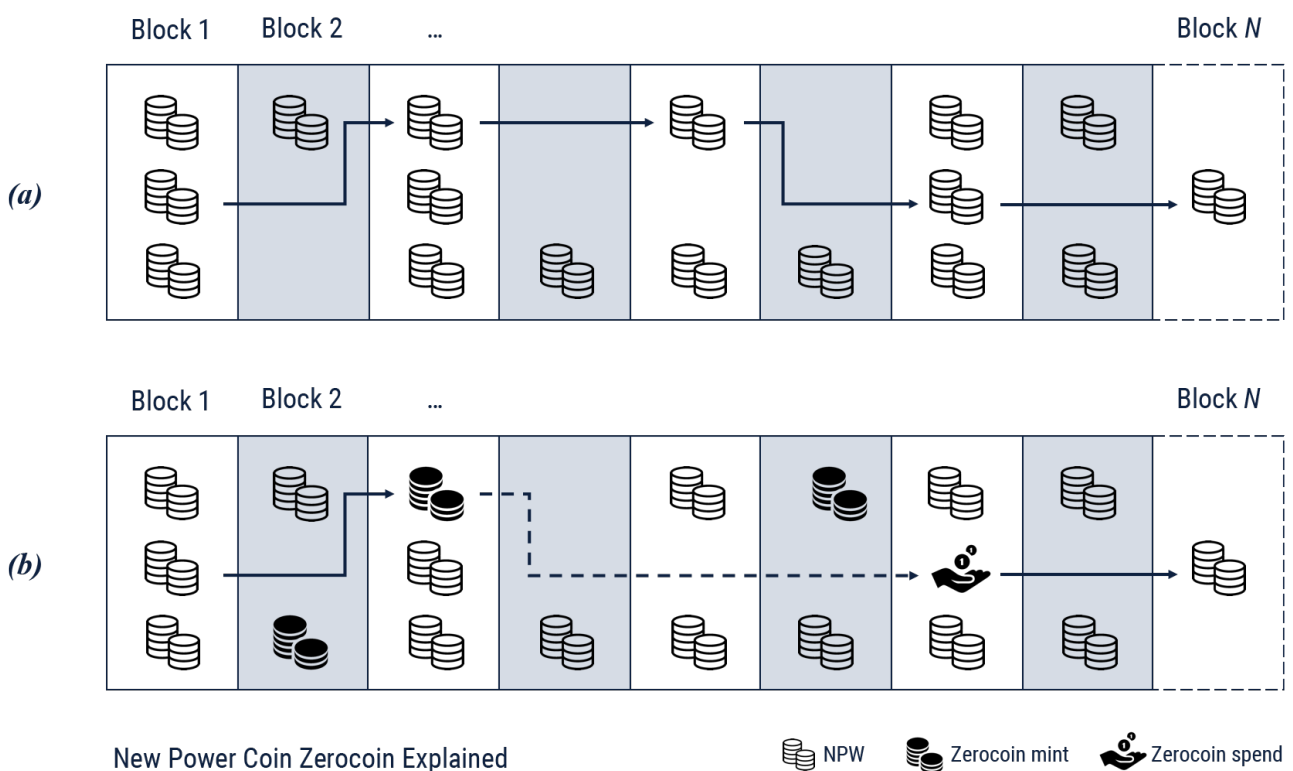 Block 1 Block 2 ... Block N
(a)
Block 1 Block 2 ... Block N
(b)
New Power Coin Zerocoin Explained
NPW Zerocoin mint Zerocoin spend